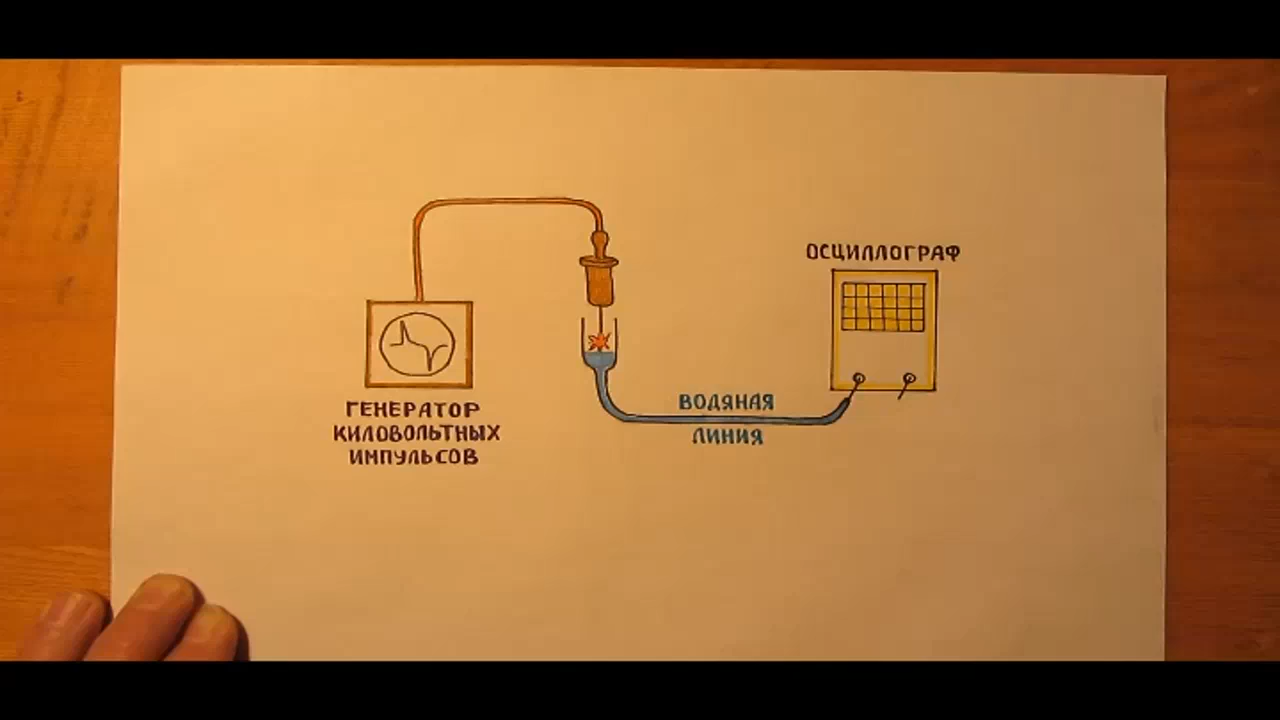 ОСЦИЛЛОГРАФ
ГЕНЕРАТОР
КИЛОВОЛЬТНЫХ
ИМПУЛЬСОВ
ВОДЯНАЯ
ЛИНИЯ